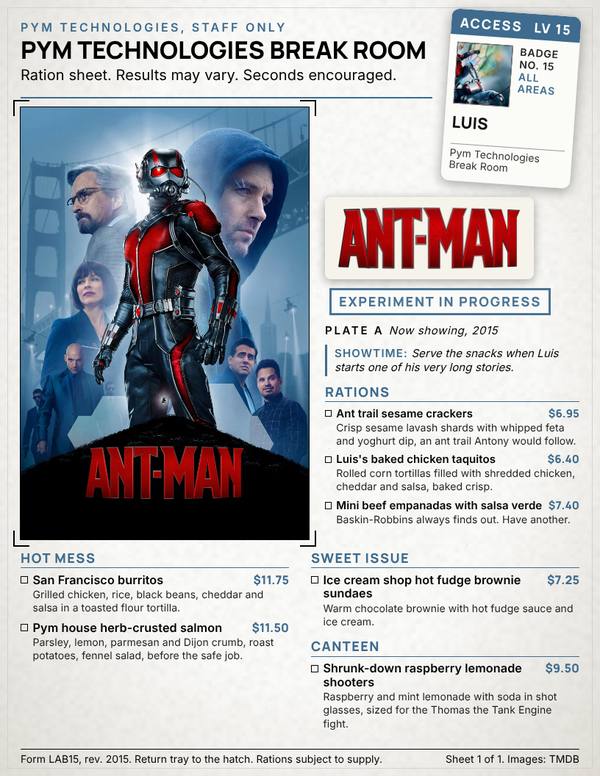 PYM TECHNOLOGIES, STAFF ONLY
PYM TECHNOLOGIES BREAK ROOM
Ration sheet. Results may vary. Seconds encouraged.
ACCESS LV 15
BADGE
NO. 15
ALL
AREAS
LUIS
Pym Technologies
Break Room
ANT-MAN
EXPERIMENT IN PROGRESS
PLATE A Now showing, 2015
SHOWTIME: Serve the snacks when Luis
starts one of his very long stories.
RATIONS
Ant trail sesame crackers $6.95
Crisp sesame lavash shards with whipped feta
and yoghurt dip, an ant trail Antony would follow.
Luis's baked chicken taquitos $6.40
Rolled corn tortillas filled with shredded chicken,
cheddar and salsa, baked crisp.
Mini beef empanadas with salsa verde $7.40
Baskin-Robbins always finds out. Have another.
ANT-MAN
HOT MESS
San Francisco burritos $11.75
Grilled chicken, rice, black beans, cheddar and
salsa in a toasted flour tortilla.
Pym house herb-crusted salmon $11.50
Parsley, lemon, parmesan and Dijon crumb, roast
potatoes, fennel salad, before the safe job.
SWEET ISSUE
Ice cream shop hot fudge brownie $7.25
sundaes
Warm chocolate brownie with hot fudge sauce and
ice cream.
CANTEEN
Shrunk-down raspberry lemonade $9.50
shooters
Raspberry and mint lemonade with soda in shot
glasses, sized for the Thomas the Tank Engine
fight.
Form LAB15, rev. 2015. Return tray to the hatch. Rations subject to supply.
Sheet 1 of 1. Images: TMDB